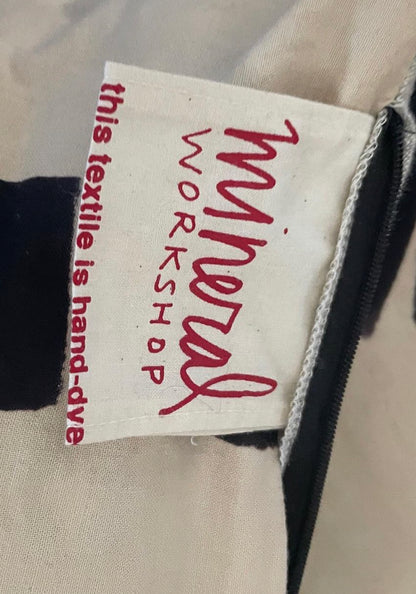 mineral
WORKSHOP
this textile is hand-dye